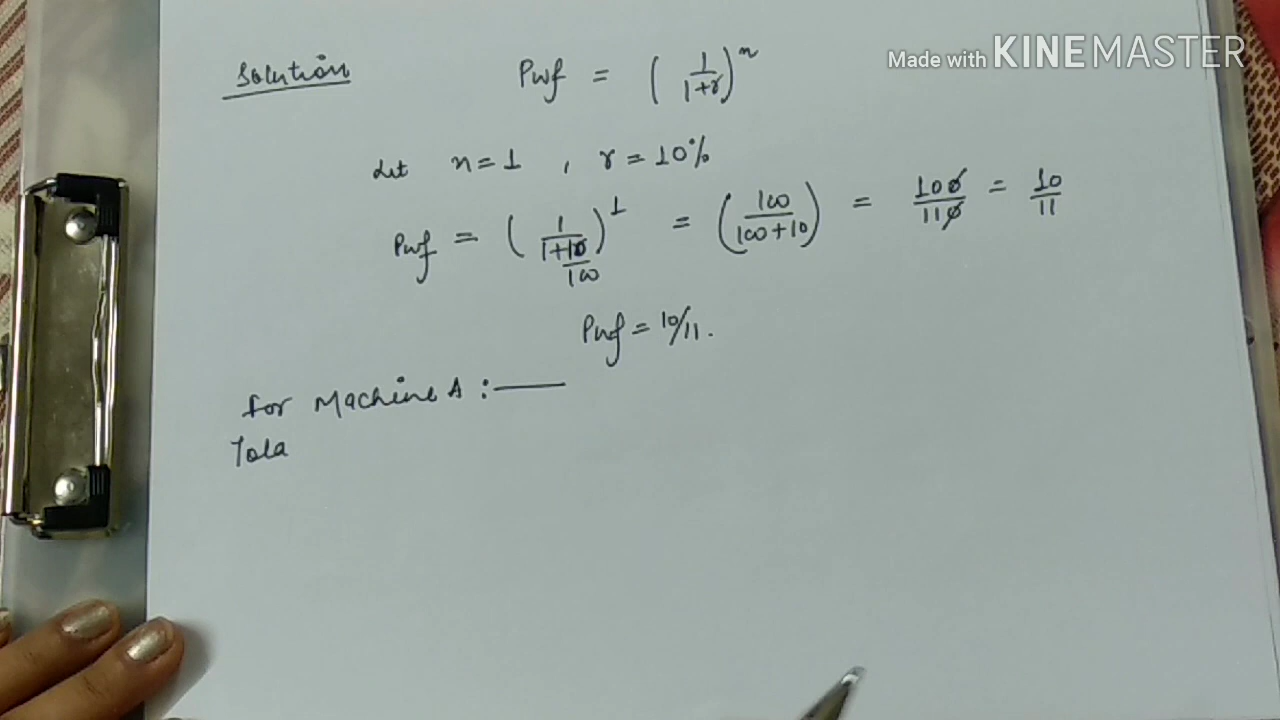 Made with KINEMASTER
Solution Pwf = (1/1+r)^n
Let n=1 , r = 10%
Pwf = (1/1+10/100)^1 = (100/100+10) = 100/110 = 10/11
Pwf = 10/11.
For Machine A :—
Tola